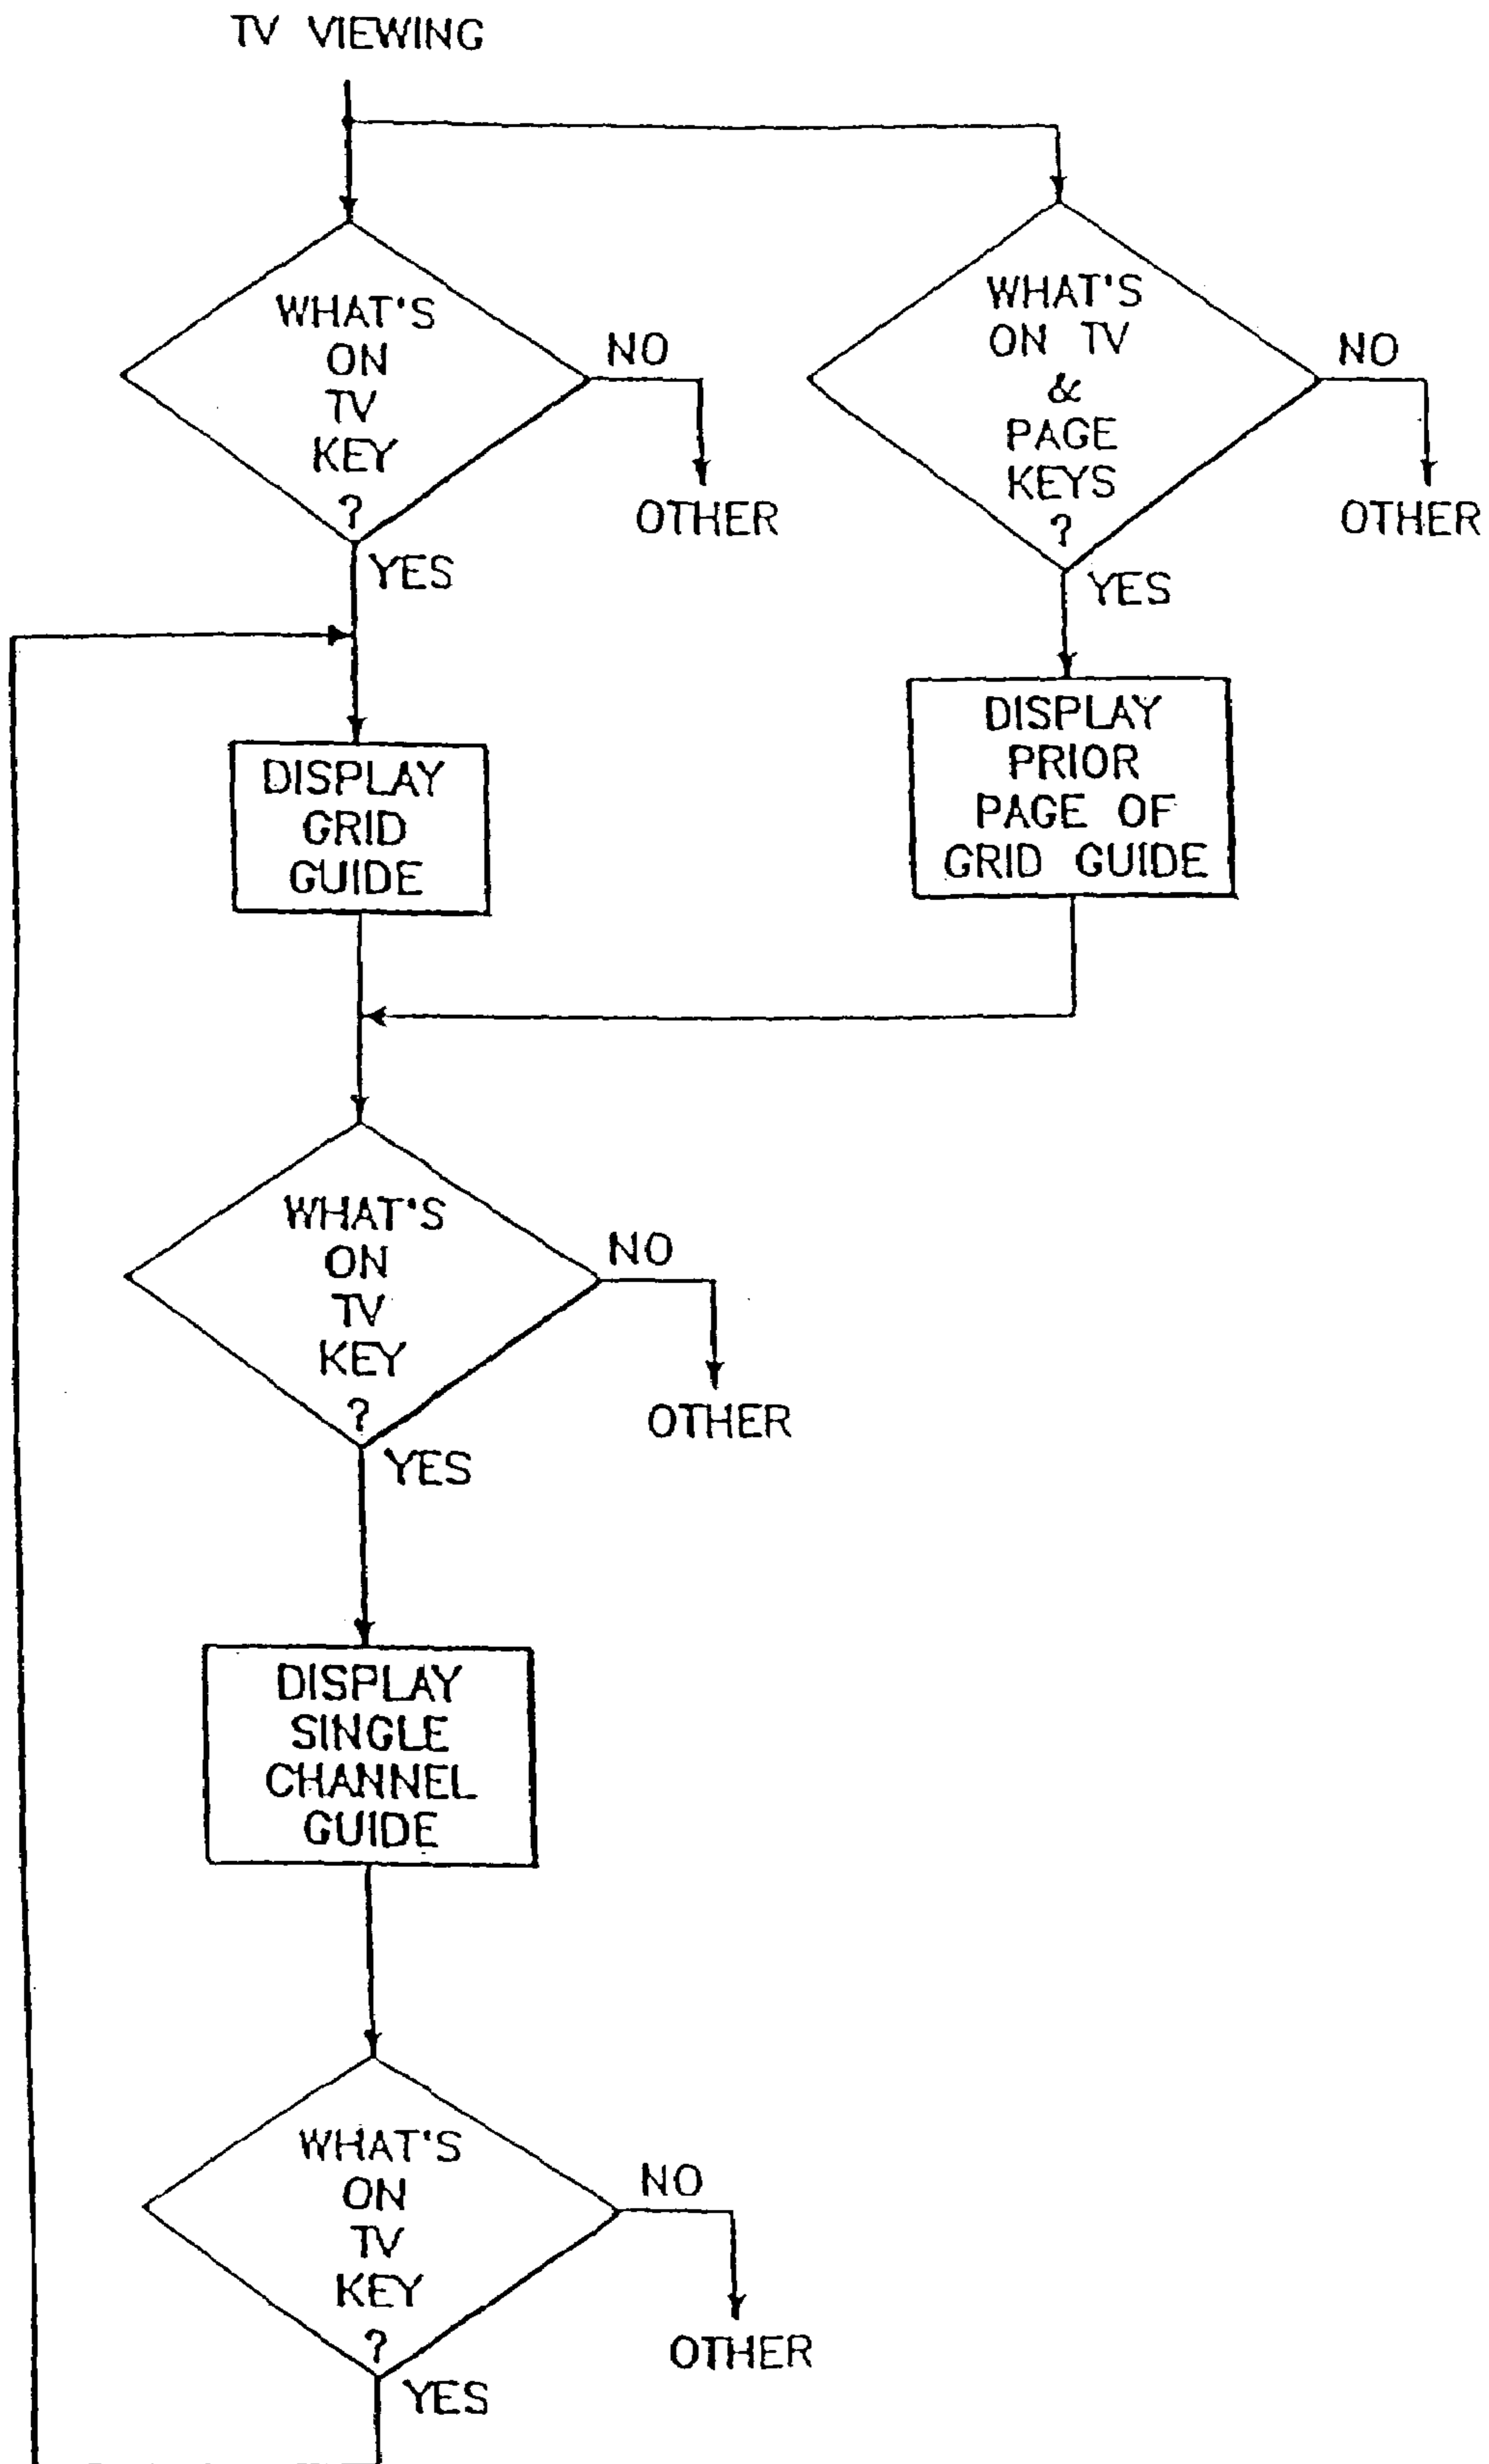 TV VIEWING
WHAT'S
ON
TV
KEY
?
NO
OTHER
YES
WHAT'S
ON TV
&
PAGE
KEYS
?
NO
OTHER
YES
DISPLAY
GRID
GUIDE
DISPLAY
PRIOR
PAGE OF
GRID GUIDE
WHAT'S
ON
TV
KEY
?
NO
OTHER
YES
DISPLAY
SINGLE
CHANNEL
GUIDE
WHAT'S
ON
TV
KEY
?
NO
OTHER
YES